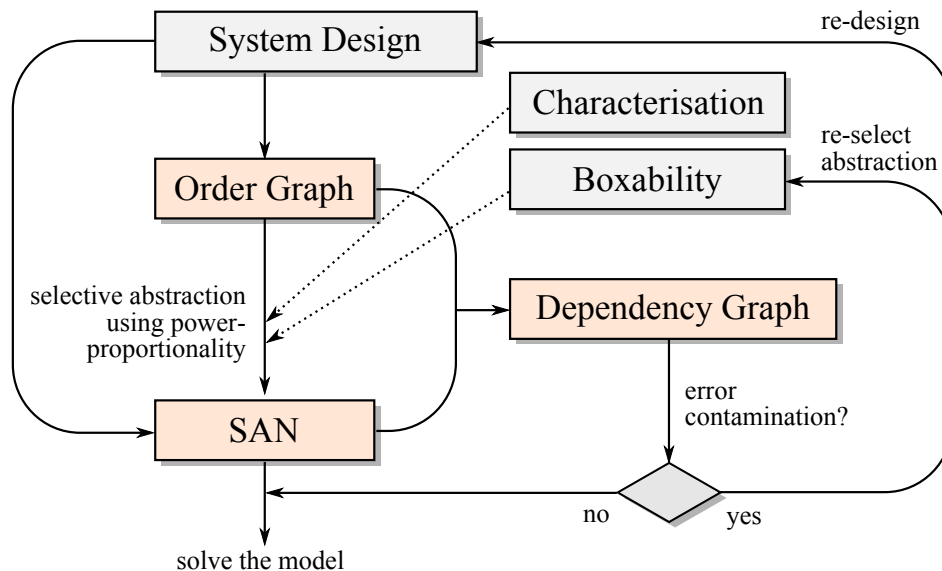 System Design
re-design
Characterisation
re-select
abstraction
Boxability
Order Graph
selective abstraction
using power-
proportionality
Dependency Graph
error
contamination?
SAN
no
yes
solve the model